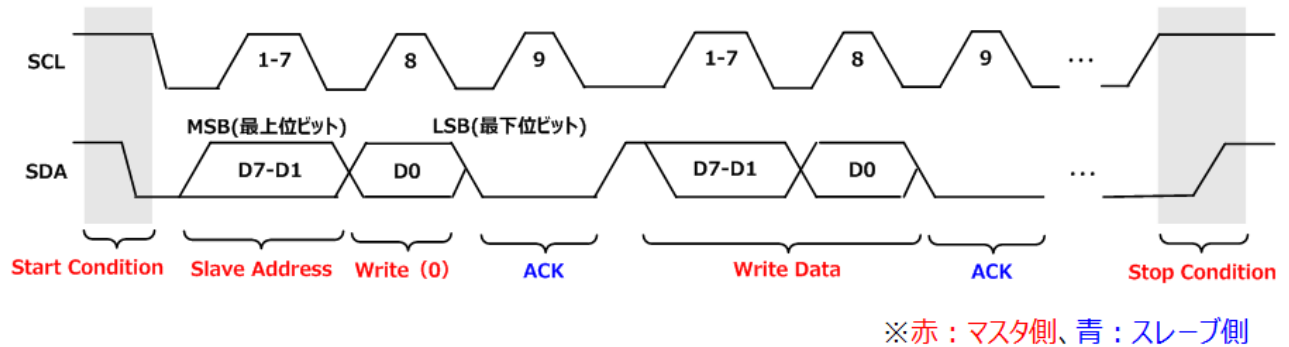 SCL 1-7 8 9 1-7 8 9 ...
MSB(最上位ビット) LSB(最下位ビット)
SDA D7-D1 D0 D7-D1 D0 ...
Start Condition Slave Address Write（0） ACK Write Data ACK Stop Condition
※赤：マスタ側、青：スレーブ側